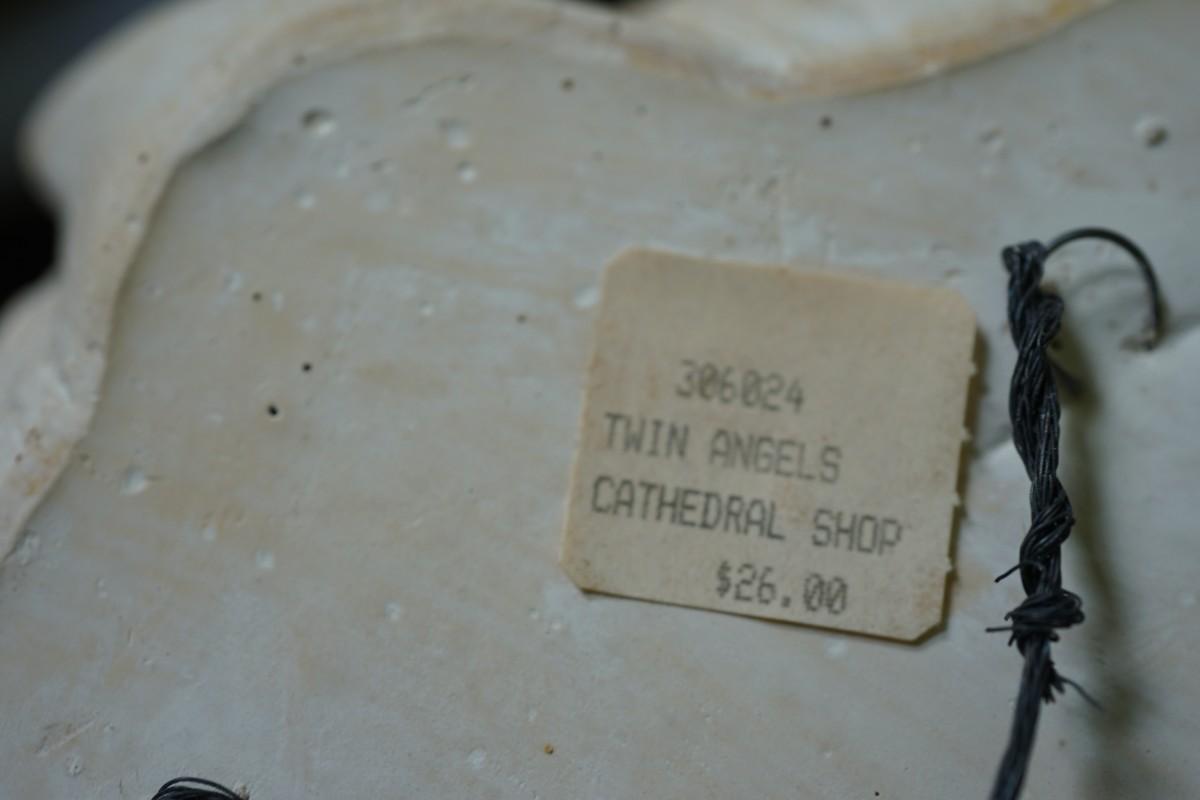 306024
TWIN ANGELS
CATHEDRAL SHOP
$26.00